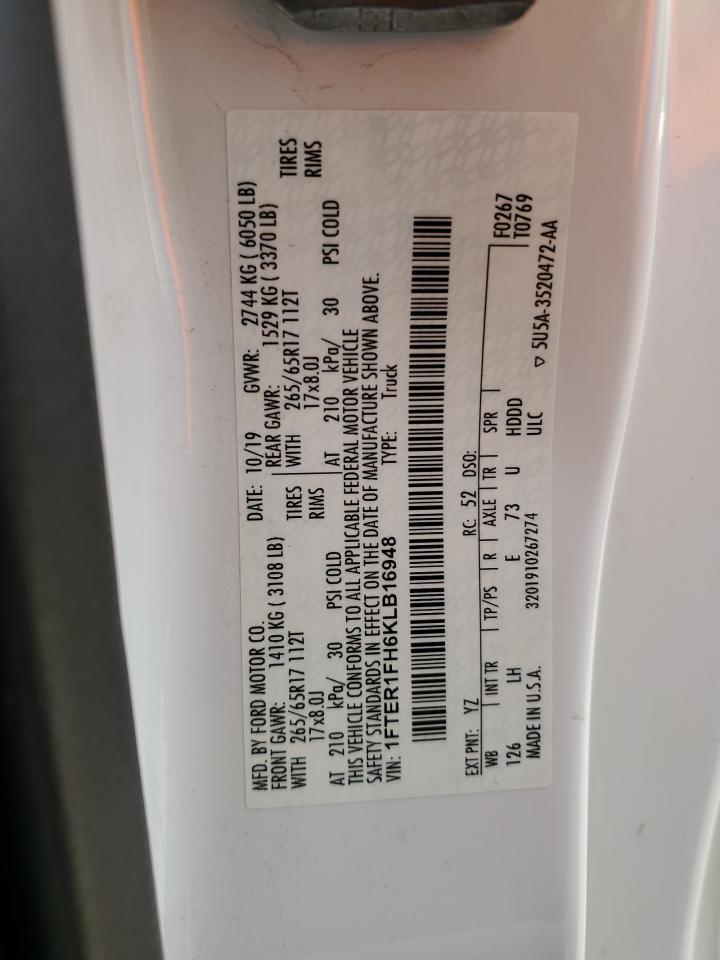 MFD. BY FORD MOTOR CO.
DATE: 10/19 GVWR: 2744 KG ( 6050 LB)
FRONT GAWR: 1410 KG ( 3108 LB) REAR GAWR: 1529 KG ( 3370 LB)
WITH 265/65R17 112T TIRES WITH 265/65R17 112T TIRES
17x8.0J RIMS 17x8.0J RIMS
AT 210 kPa/ 30 PSI COLD AT 210 kPa/ 30 PSI COLD
THIS VEHICLE CONFORMS TO ALL APPLICABLE FEDERAL MOTOR VEHICLE
SAFETY STANDARDS IN EFFECT ON THE DATE OF MANUFACTURE SHOWN ABOVE.
VIN: 1FTER1FH6KLB16948 TYPE: Truck
EXT PNT: YZ RC: 52 DSO:
WB INT TR TP/PS R AXLE TR SPR F0267
126 LH E 73 U HDDD T0769
MADE IN U.S.A. 3201910267274 ULC
▽ 5U5A-3520472-AA